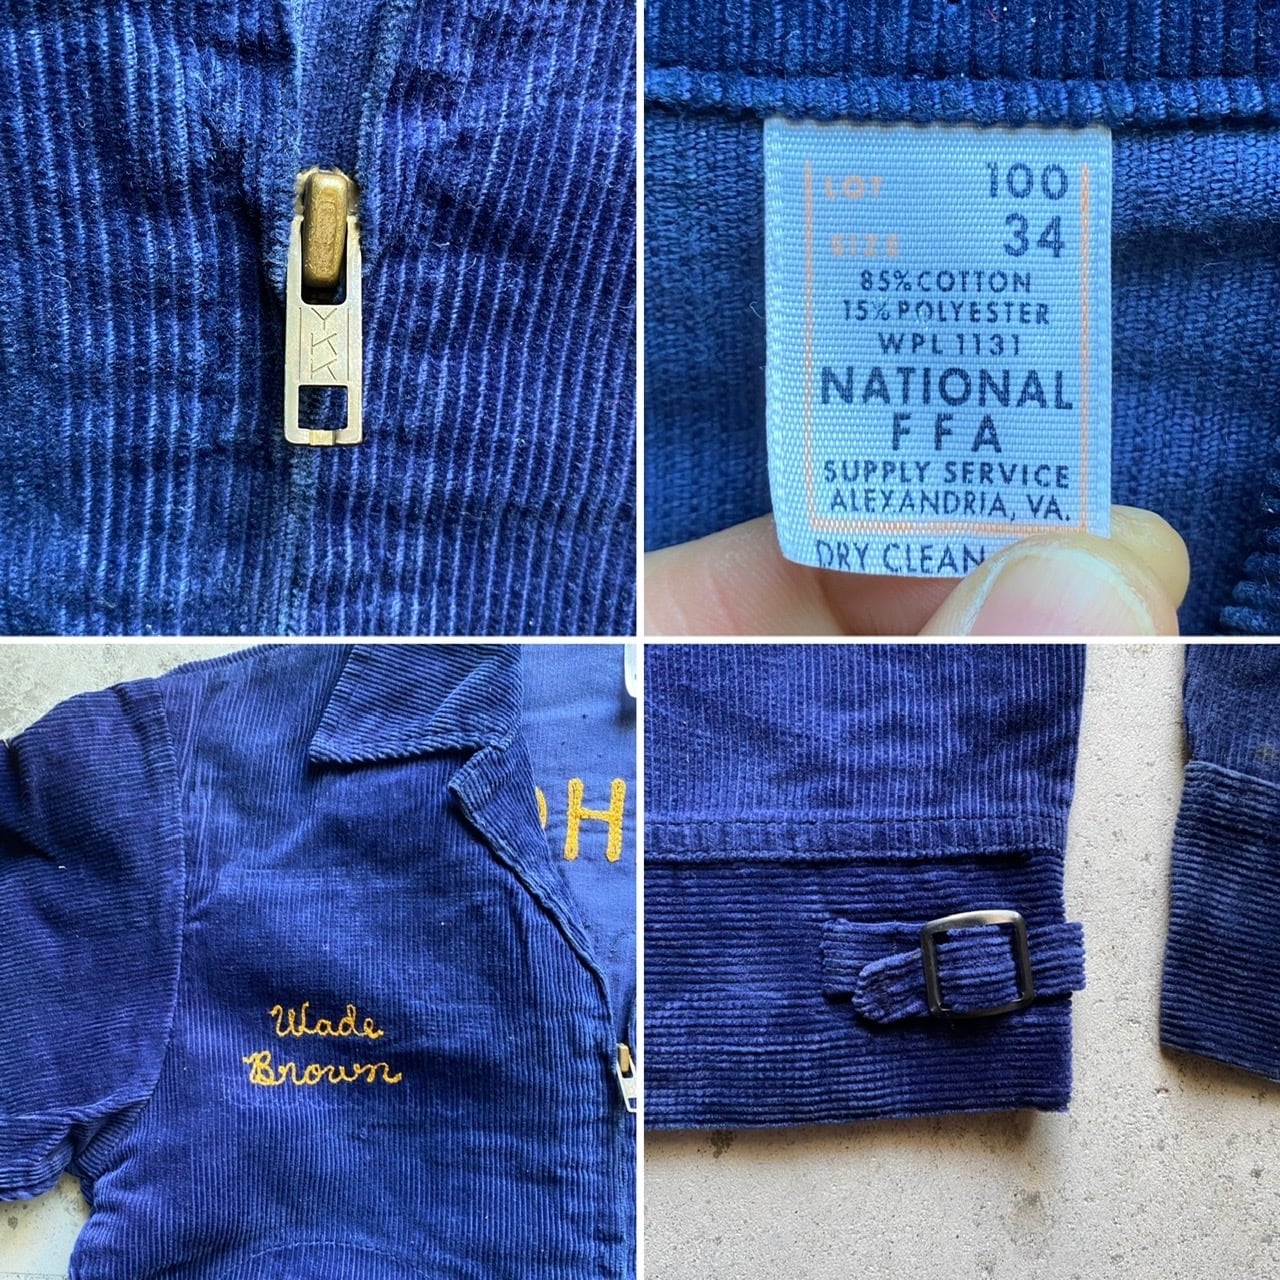 YKK
LOT 100
SIZE 34
85% COTTON
15% POLYESTER
WPL 1131
NATIONAL
FFA
SUPPLY SERVICE
ALEXANDRIA, VA.
DRY CLEAN
H
Wade
Brown